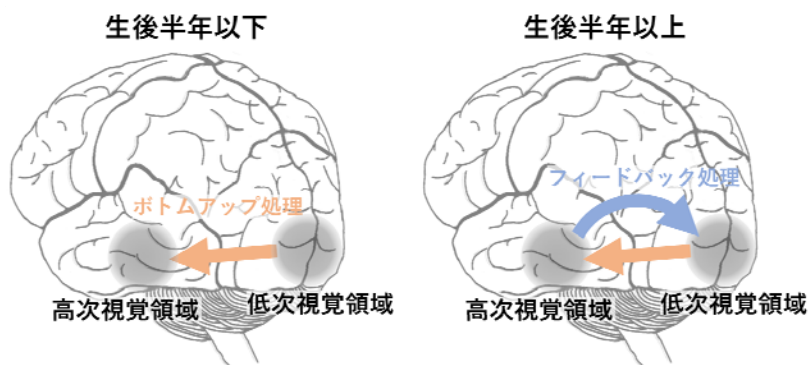 生後半年以下
生後半年以上
ボトムアップ処理
フィードバック処理
高次視覚領域
低次視覚領域
高次視覚領域
低次視覚領域